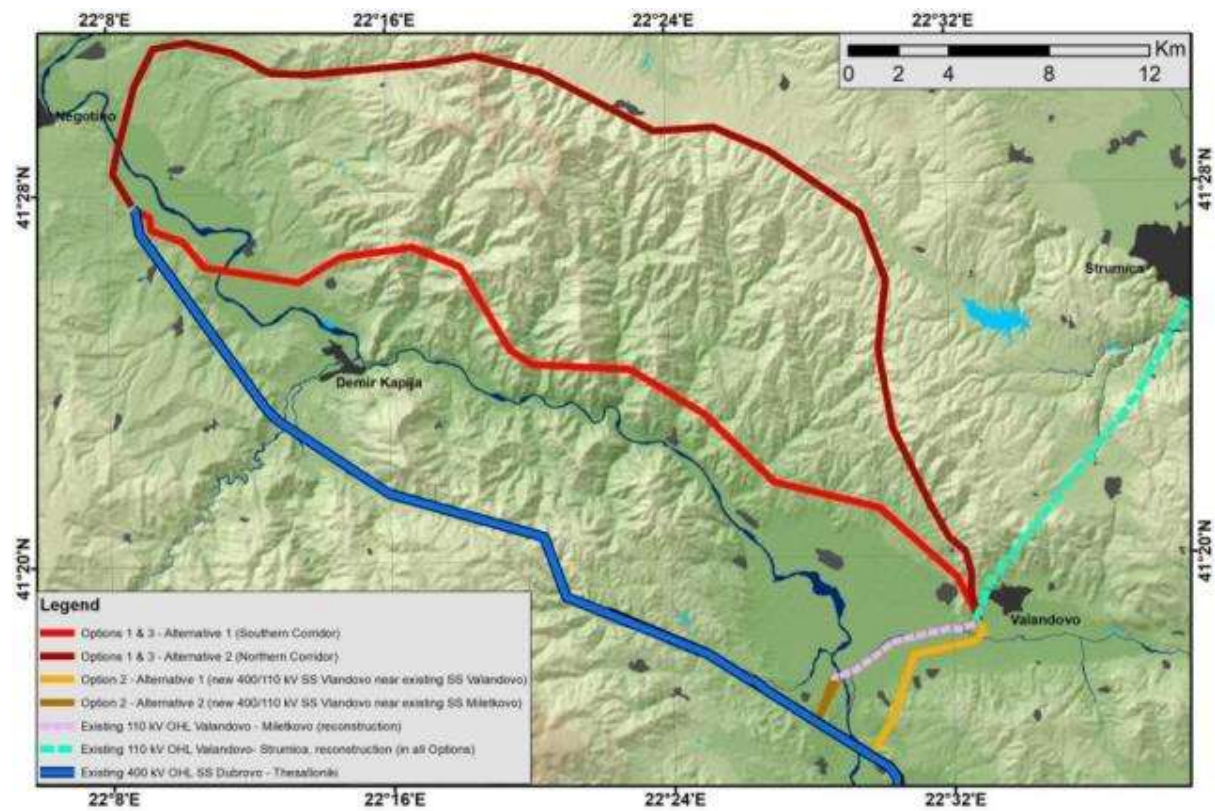 22°8'E 22°16'E 22°24'E 22°32'E
Km
0 2 4 8 12
Negotino
41°28'N 41°28'N
Strumica
Demir Kapija
41°20'N 41°20'N
Valandovo
Legend
Options 1 & 3 - Alternative 1 (Southern Corridor)
Options 1 & 3 - Alternative 2 (Northern Corridor)
Option 2 - Alternative 1 (new 400/110 kV SS Vlandovo near existing SS Valandovo)
Option 2 - Alternative 2 (new 400/110 kV SS Vlandovo near existing SS Miletkovo)
Existing 110 kV OHL Valandovo - Miletkovo (reconstruction)
Existing 110 kV OHL Valandovo- Strumica, reconstruction (in all Options)
Existing 400 kV OHL SS Dubrovo - Thesalloniki
22°8'E 22°16'E 22°24'E 22°32'E